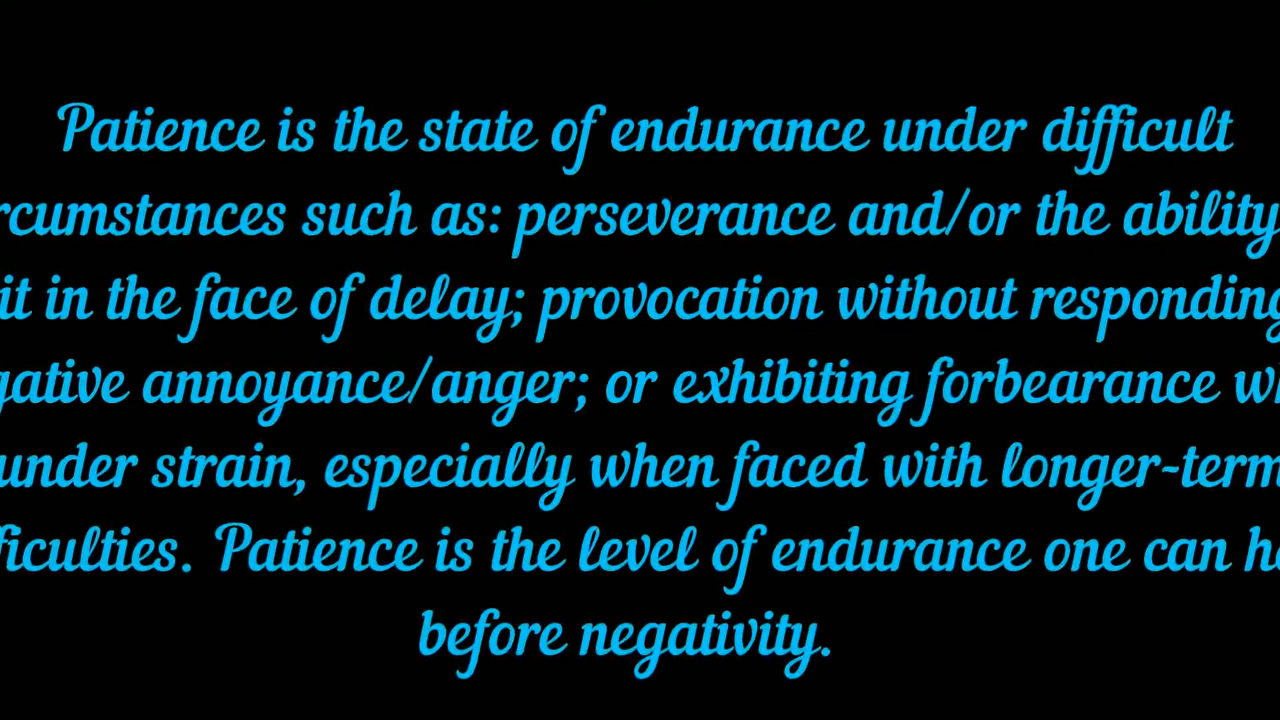 Patience is the state of endurance under difficult
rcumstances such as: perseverance and/or the ability
it in the face of delay; provocation without responding
gative annoyance/anger; or exhibiting forbearance
under strain, especially when faced with longer-term
ficulties. Patience is the level of endurance one can
before negativity.